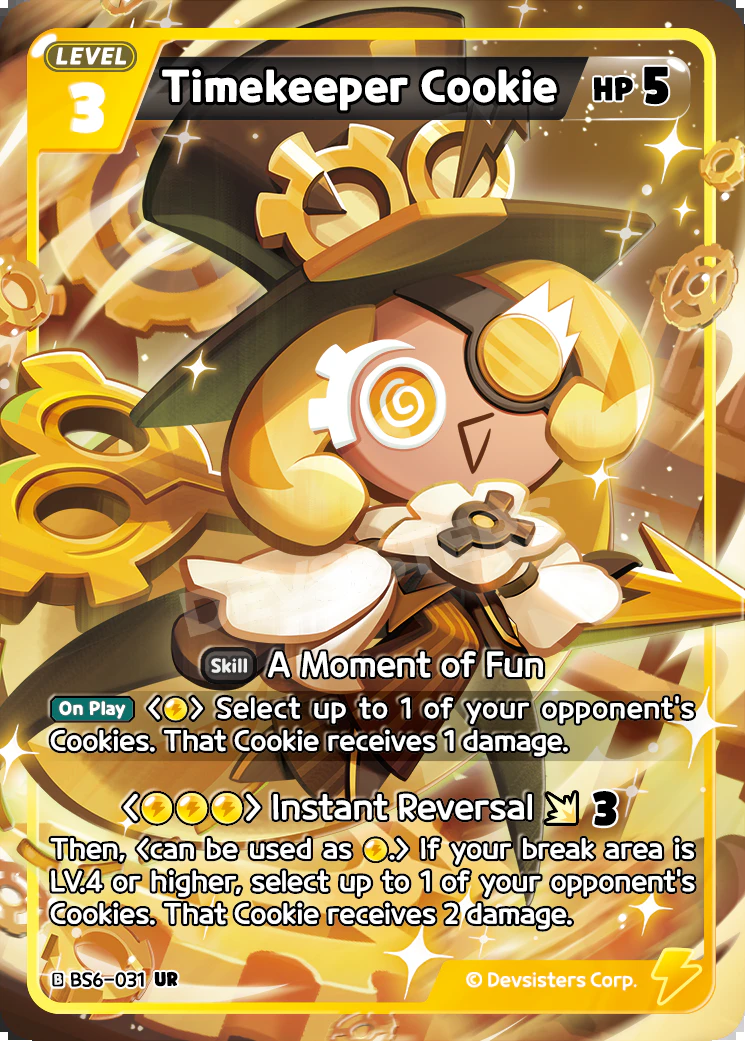 LEVEL
3
Timekeeper Cookie
HP 5
Skill A Moment of Fun
On Play < > Select up to 1 of your opponent's
Cookies. That Cookie receives 1 damage.
< > Instant Reversal 3
Then, <can be used as .> If your break area is
LV.4 or higher, select up to 1 of your opponent's
Cookies. That Cookie receives 2 damage.
B BS6-031 UR
© Devsisters Corp.